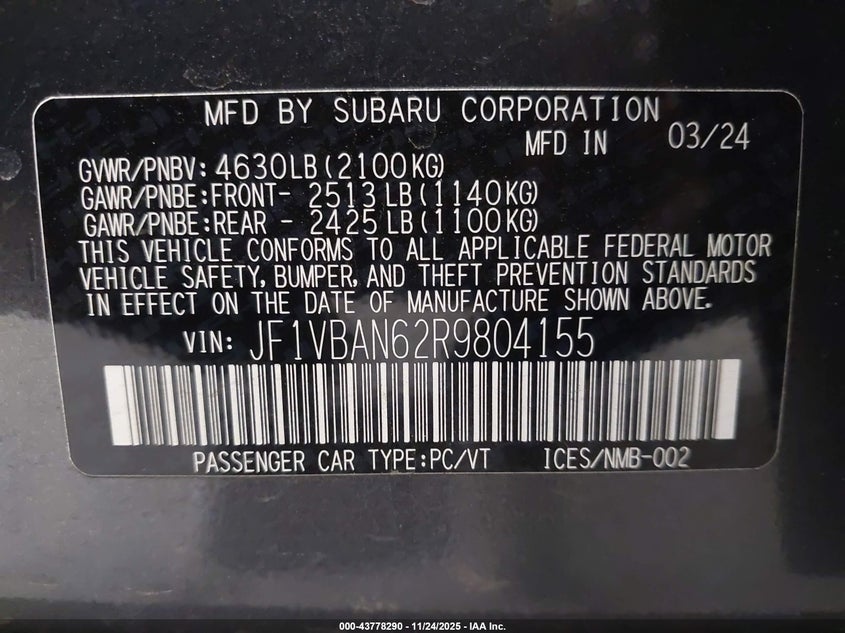 MFD BY SUBARU CORPORATION
MFD IN 03/24
GVWR/PNBV: 4630LB (2100KG)
GAWR/PNBE:FRONT- 2513 LB (1140KG)
GAWR/PNBE:REAR - 2425 LB (1100KG)
THIS VEHICLE CONFORMS TO ALL APPLICABLE FEDERAL MOTOR
VEHICLE SAFETY, BUMPER, AND THEFT PREVENTION STANDARDS
IN EFFECT ON THE DATE OF MANUFACTURE SHOWN ABOVE.
VIN: JF1VBAN62R9804155
PASSENGER CAR TYPE:PC/VT ICES/NMB-002
000-43778290 - 11/24/2025 - IAA Inc.